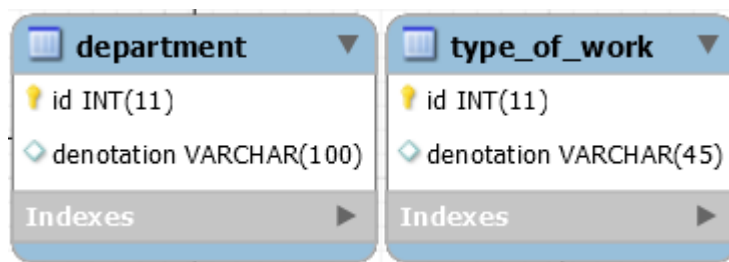 department
id INT(11)
denotation VARCHAR(100)
Indexes
type_of_work
id INT(11)
denotation VARCHAR(45)
Indexes